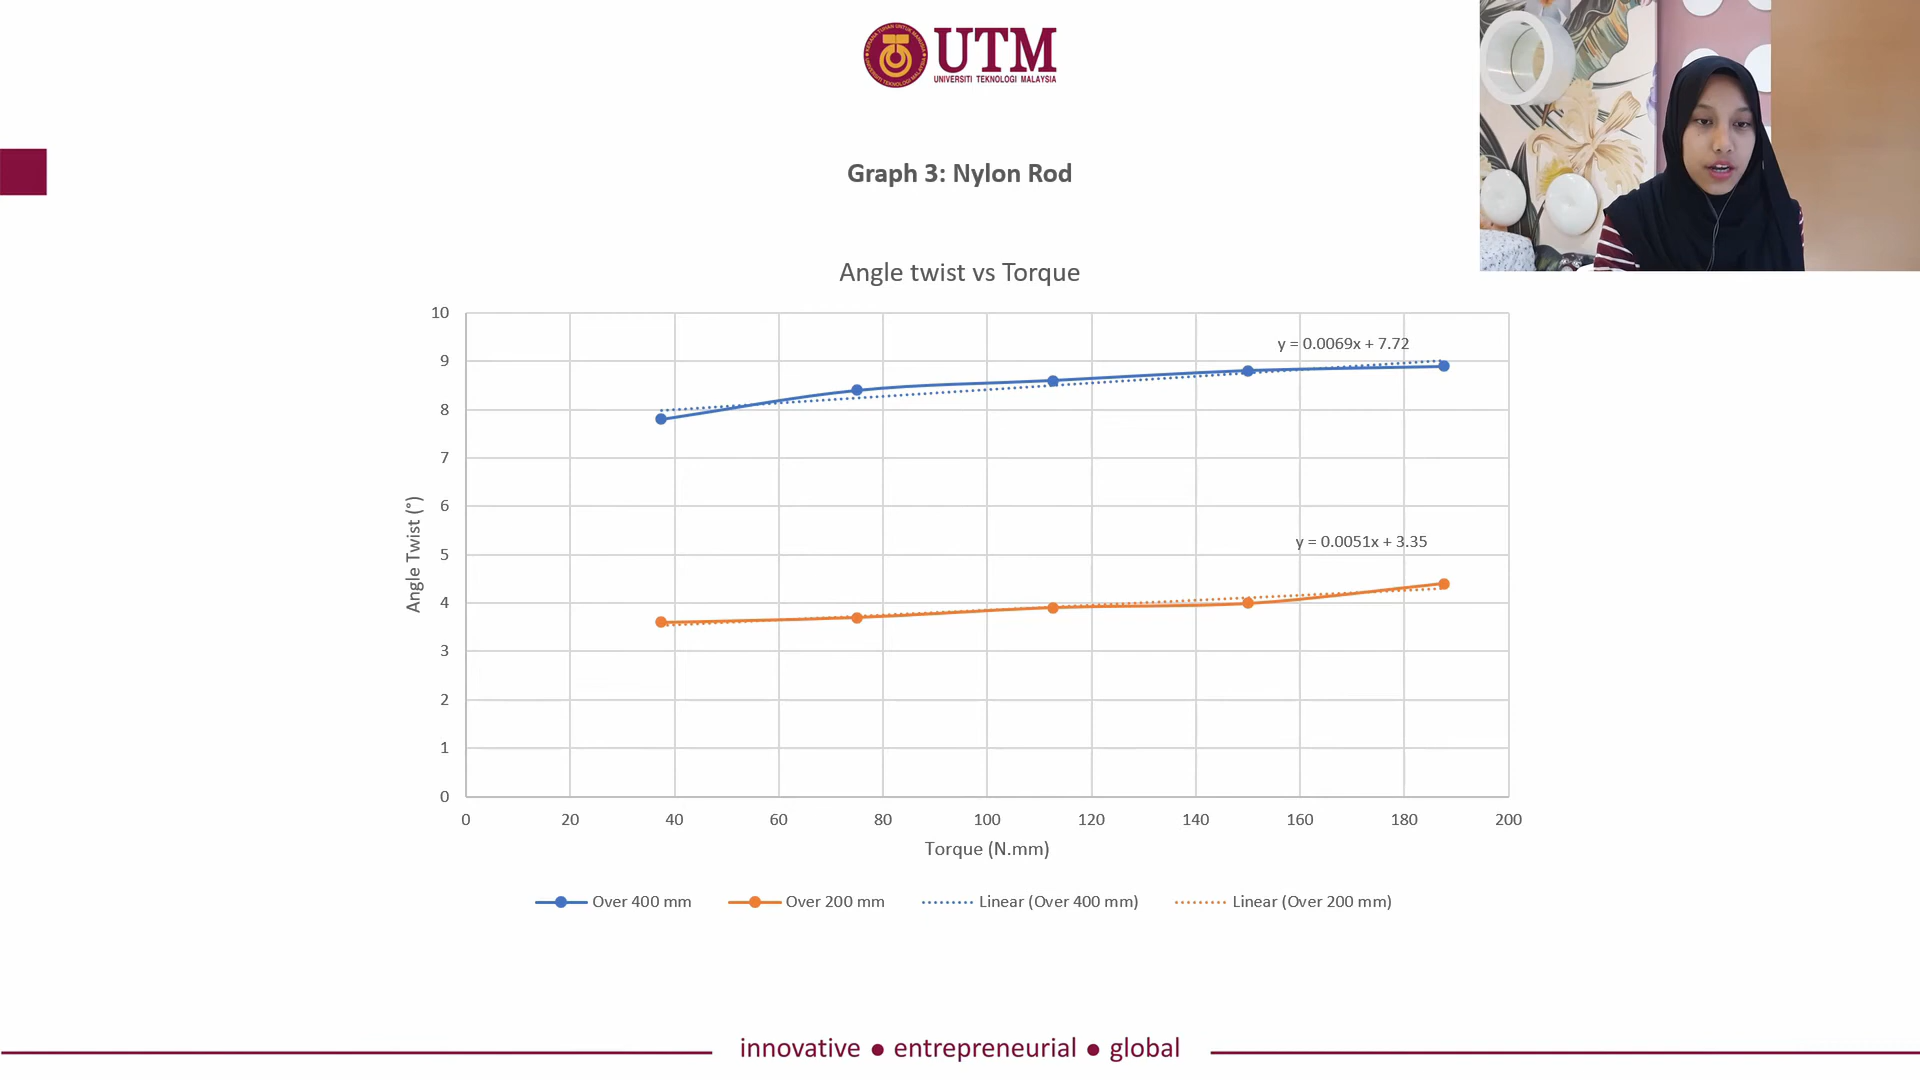 UTM
UNIVERSITI TEKNOLOGI MALAYSIA
Graph 3: Nylon Rod
Angle twist vs Torque
y = 0.0069x + 7.72
y = 0.0051x + 3.35
Angle Twist (°)
10
9
8
7
6
5
4
3
2
1
0
0 20 40 60 80 100 120 140 160 180 200
Torque (N.mm)
Over 400 mm Over 200 mm Linear (Over 400 mm) Linear (Over 200 mm)
innovative ● entrepreneurial ● global